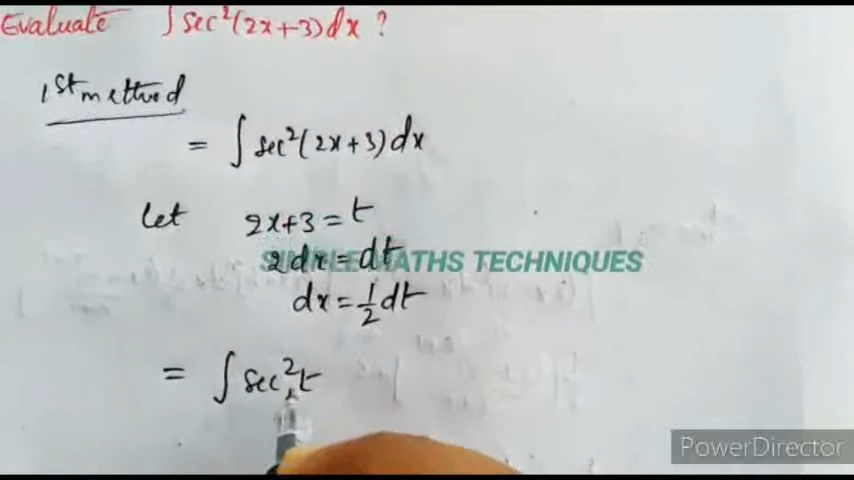 Evaluate ∫ sec²(2x+3)dx ?
1st method
= ∫ sec²(2x+3)dx
Let 2x+3 = t
2dx = dt
SIMPLE MATHS TECHNIQUES
dx = 1/2 dt
= ∫ sec²t
PowerDirector